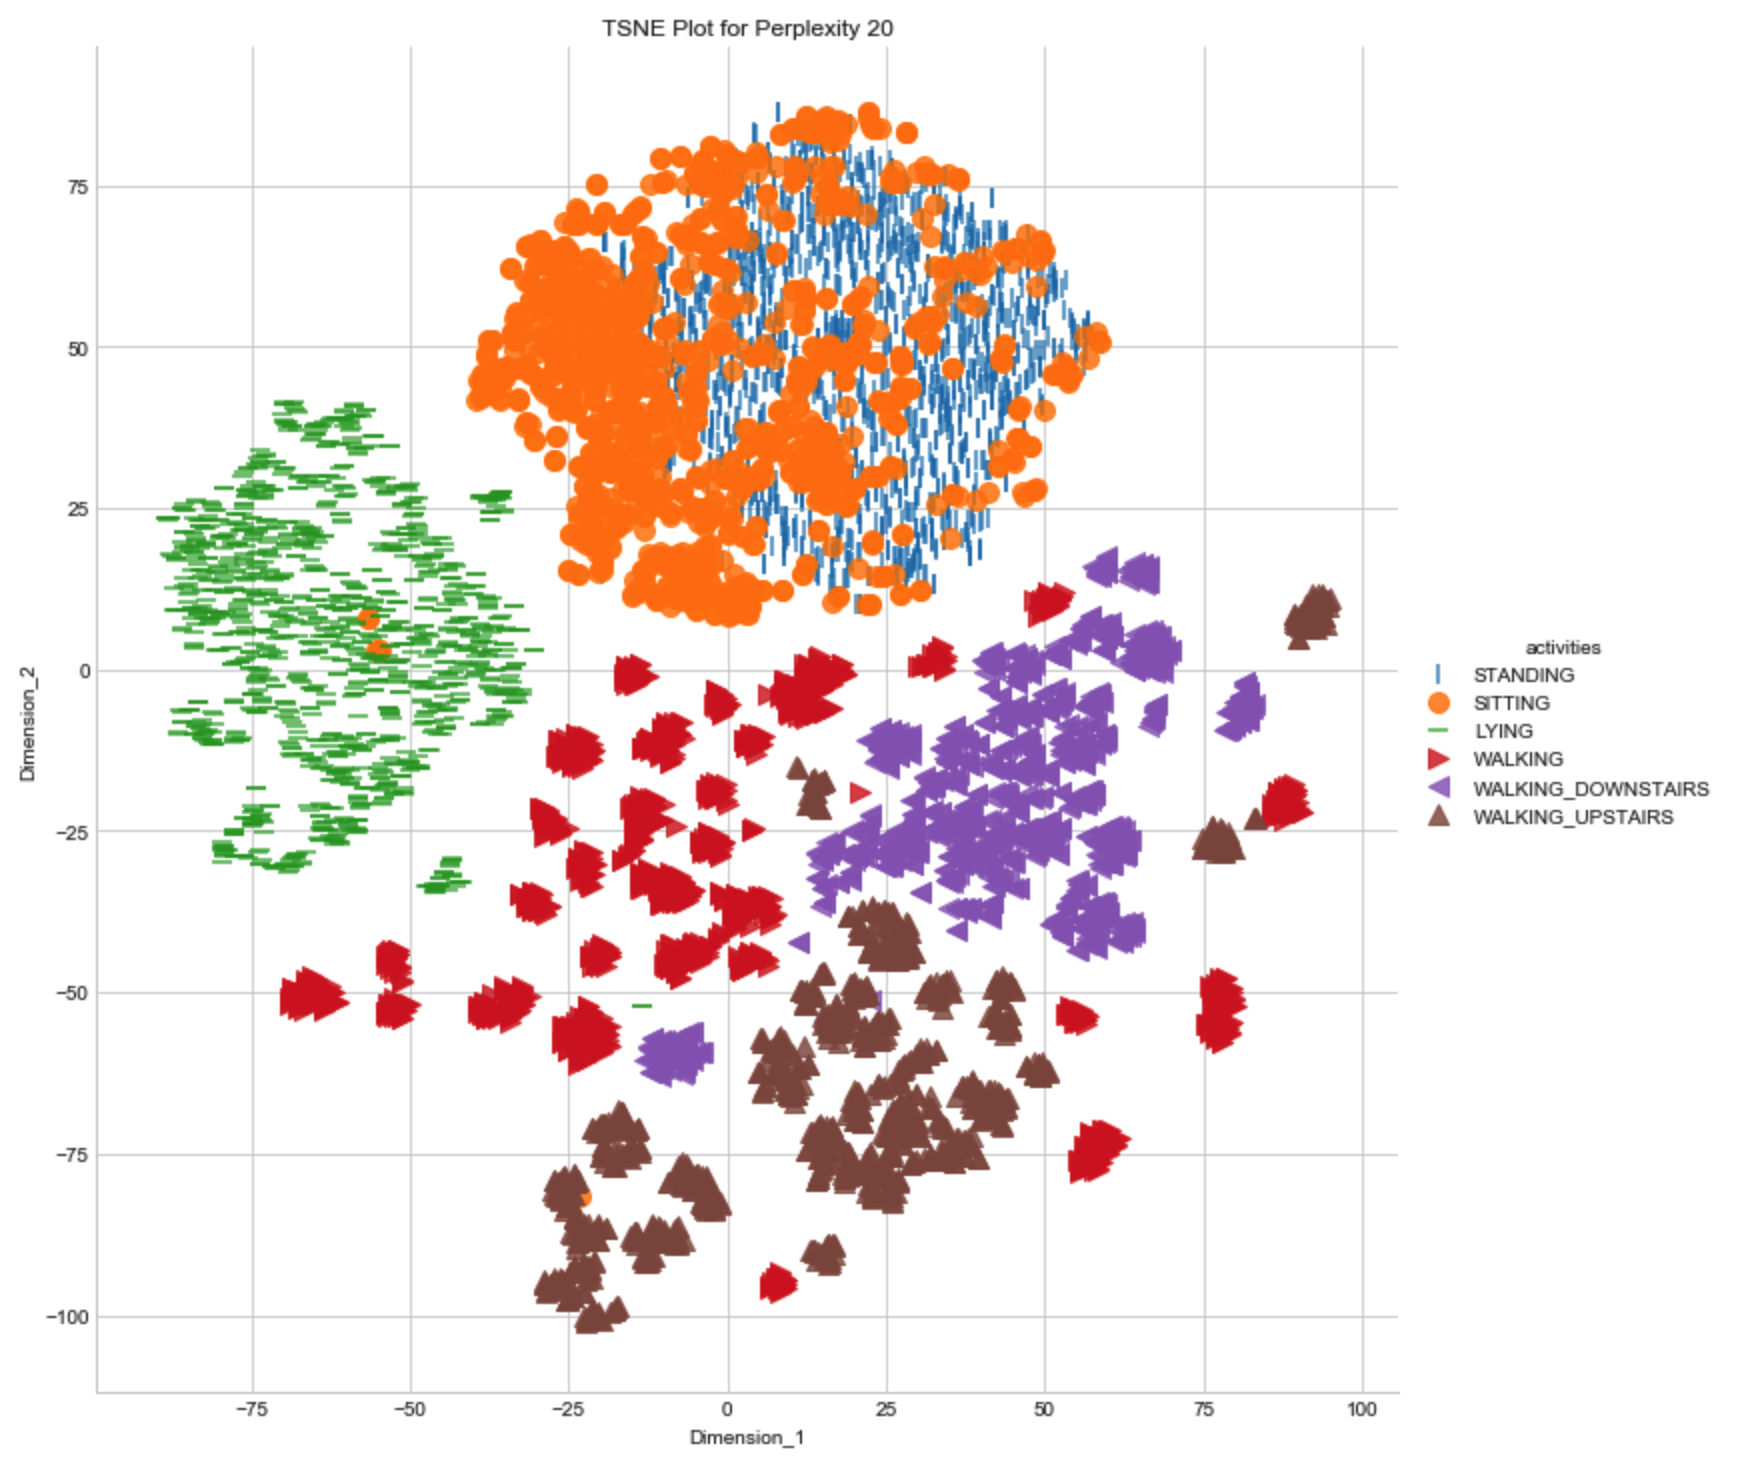 TSNE Plot for Perplexity 20
75
50
25
0
−25
−50
−75
−100
Dimension_2
−75
−50
−25
0
25
50
75
100
Dimension_1
activities
STANDING
SITTING
LYING
WALKING
WALKING_DOWNSTAIRS
WALKING_UPSTAIRS